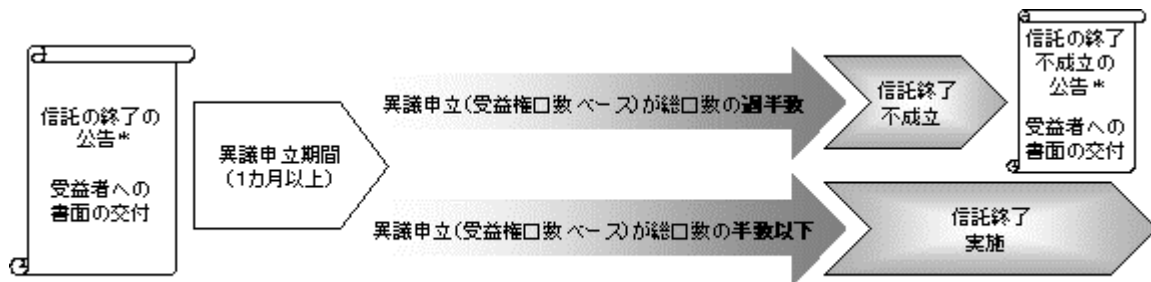 信託の終了の
公告*
受益者への
書面の交付
異議申立期間
(1カ月以上)
異議申立(受益権口数ベース)が総口数の過半数
信託終了
不成立
信託の終了
不成立の
公告*
受益者への
書面の交付
異議申立(受益権口数ベース)が総口数の半数以下
信託終了
実施